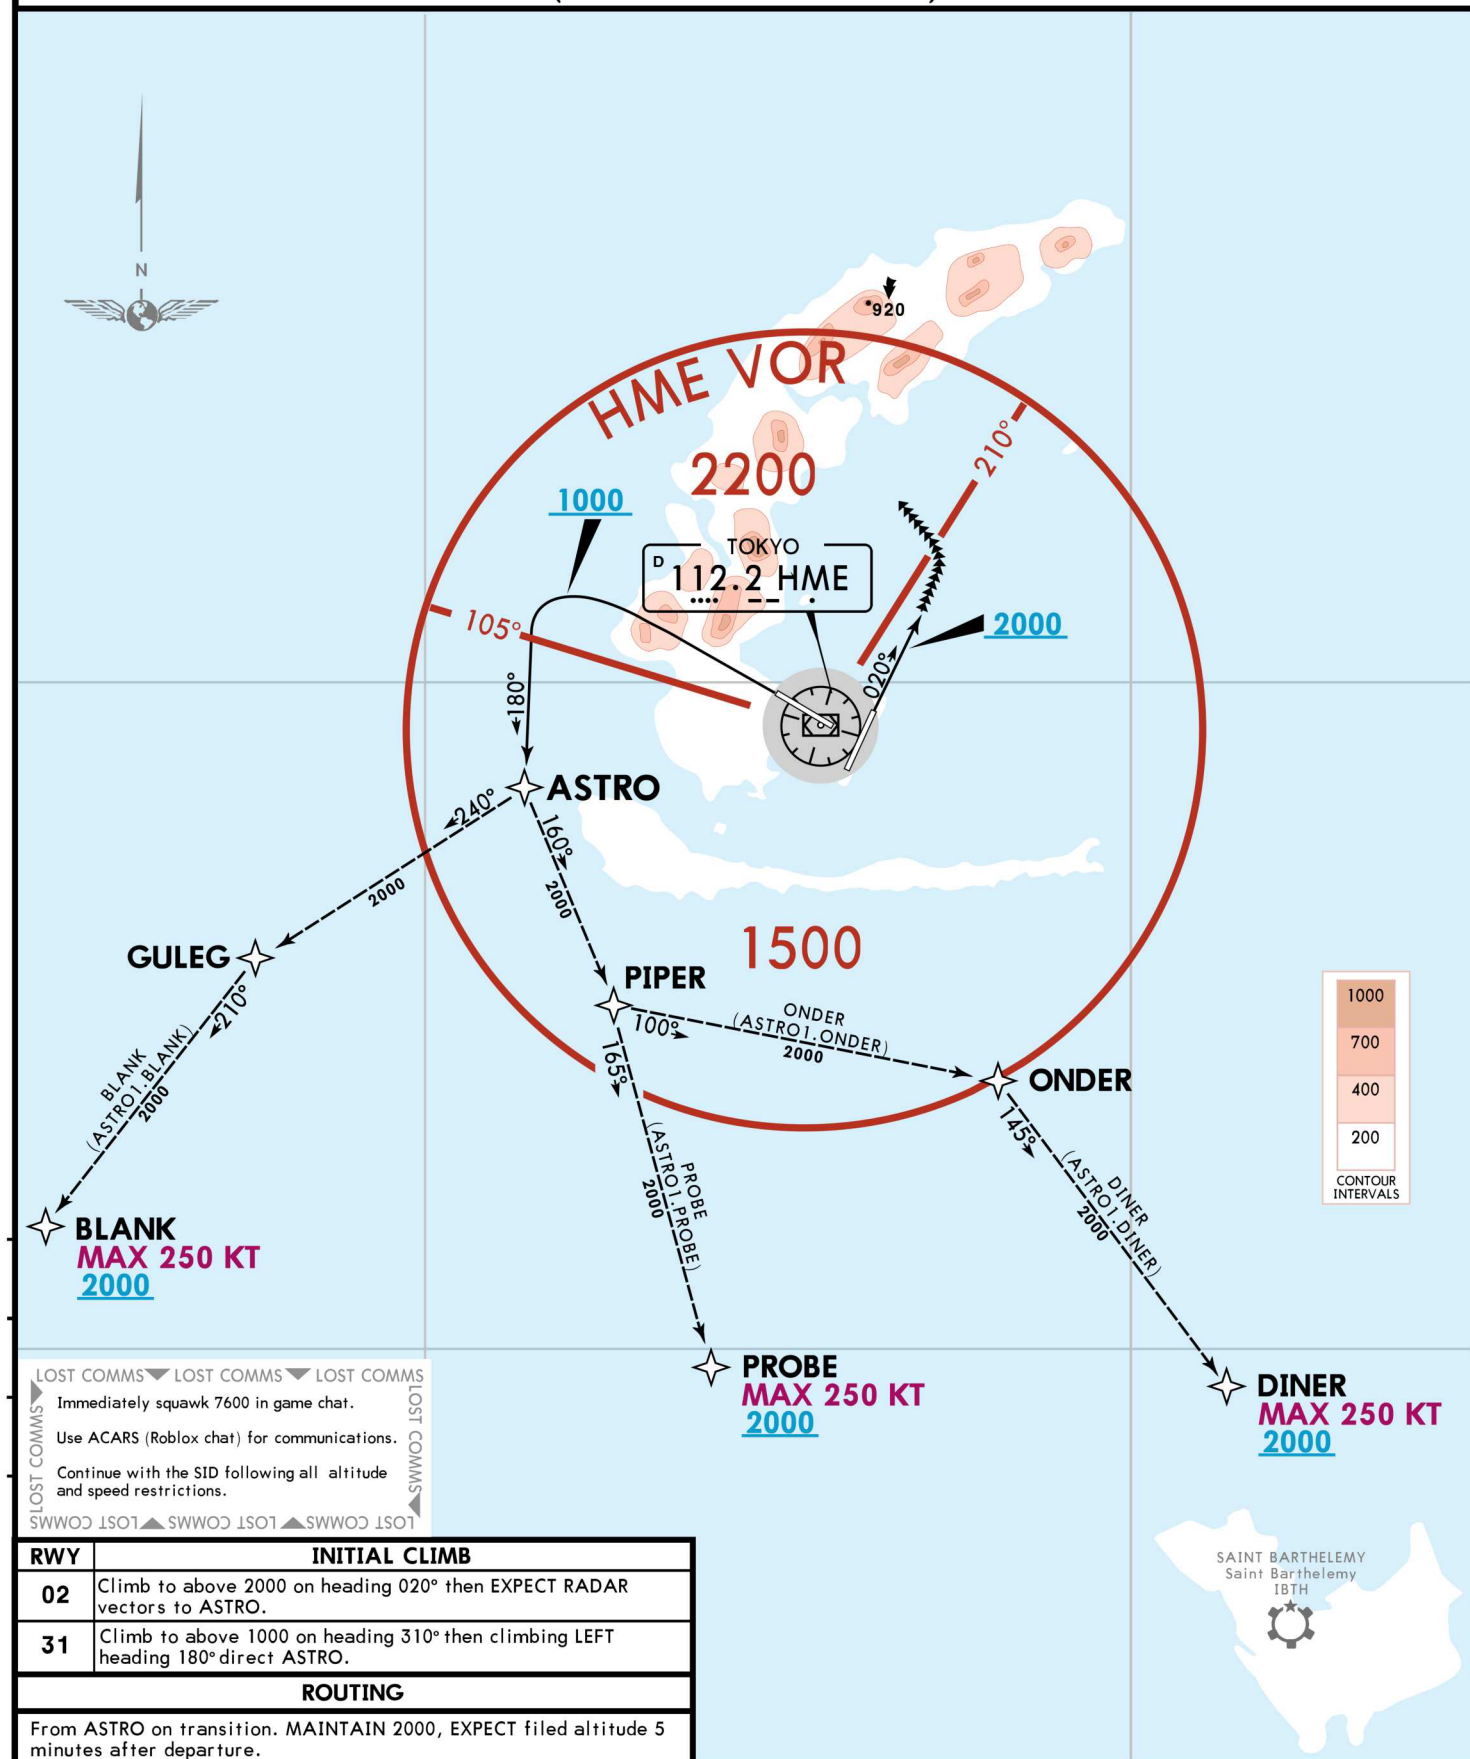 N
920
HME VOR
210°
2200
1000
TOKYO
D 112.2 HME
105°
020°
2000
180°
ASTRO
240°
2000
160°
2000
GULEG
210°
BLANK
(ASTRO1.BLANK)
2000
1500
PIPER
100°
ONDER
(ASTRO1.ONDER)
2000
165°
ONDER
145°
PROBE
(ASTRO1.PROBE)
2000
DINER
(ASTRO1.DINER)
2000
1000
700
400
200
CONTOUR
INTERVALS
BLANK
MAX 250 KT
2000
PROBE
MAX 250 KT
2000
DINER
MAX 250 KT
2000
LOST COMMS LOST COMMS LOST COMMS
LOST COMMS
Immediately squawk 7600 in game chat.
Use ACARS (Roblox chat) for communications.
Continue with the SID following all altitude
and speed restrictions.
LOST COMMS
LOST COMMS LOST COMMS LOST COMMS
SAINT BARTHELEMY
Saint Barthelemy
IBTH
RWY INITIAL CLIMB
02 Climb to above 2000 on heading 020° then EXPECT RADAR
vectors to ASTRO.
31 Climb to above 1000 on heading 310° then climbing LEFT
heading 180° direct ASTRO.
ROUTING
From ASTRO on transition. MAINTAIN 2000, EXPECT filed altitude 5
minutes after departure.